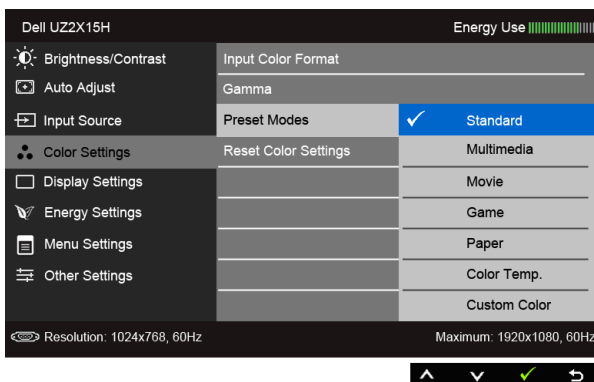 Dell UZ2X15H Energy Use
Brightness/Contrast Input Color Format
Auto Adjust Gamma
Input Source Preset Modes Standard
Color Settings Reset Color Settings Multimedia
Display Settings Movie
Energy Settings Game
Menu Settings Paper
Other Settings Color Temp.
Custom Color
Resolution: 1024x768, 60Hz Maximum: 1920x1080, 60Hz